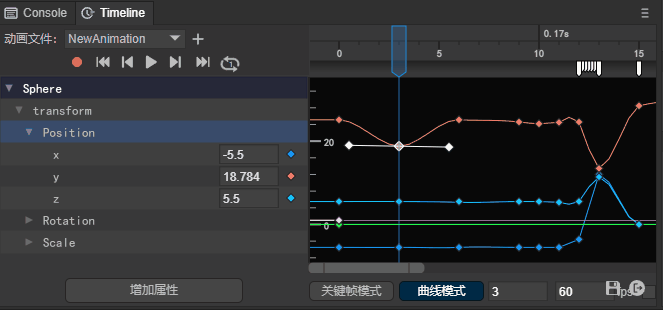 Console Timeline
动画文件: NewAnimation
0.17s
0 5 10 15
Sphere
transform
Position
x -5.5
y 18.784
z 5.5
Rotation
Scale
20
0
增加属性
关键帧模式 曲线模式 3 60